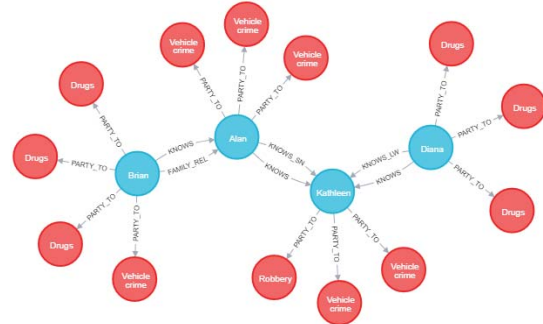 Vehicle
crime
Vehicle
crime
Vehicle
crime
Drugs
Drugs
Drugs
Drugs
Drugs
Drugs
Vehicle
crime
Robbery
Vehicle
crime
Vehicle
crime
Brian
Alan
Kathleen
Diana
PARTY_TO
PARTY_TO
PARTY_TO
PARTY_TO
PARTY_TO
PARTY_TO
PARTY_TO
PARTY_TO
PARTY_TO
PARTY_TO
PARTY_TO
PARTY_TO
PARTY_TO
KNOWS
FAMILY_REL
KNOWS_SN
KNOWS
KNOWS_LW
KNOWS